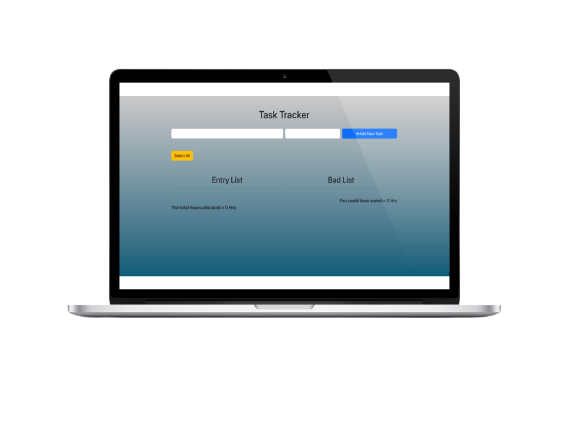 Task Tracker
+Add New Task
Select All
Entry List
Bad List
You could have saved = 0 Hrs
The total hours allocated = 0 Hrs